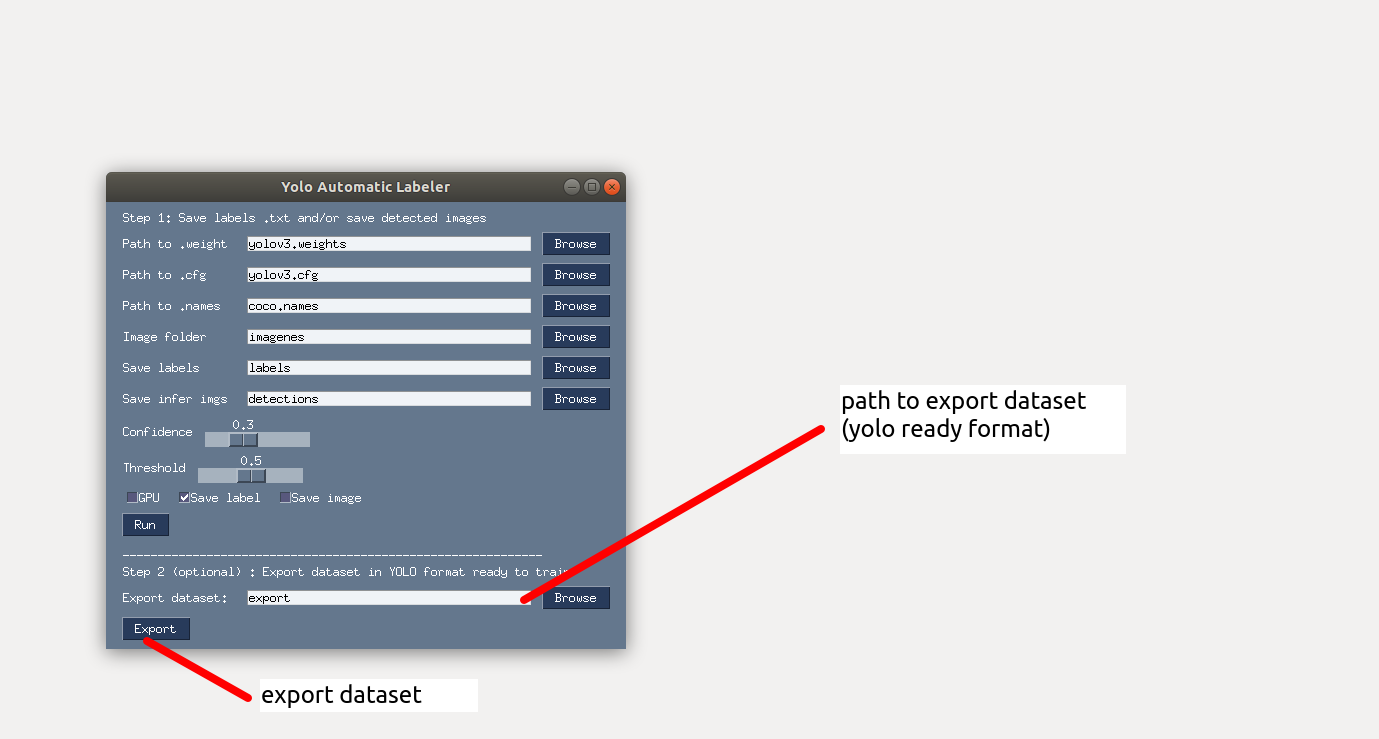 Yolo Automatic Labeler
Step 1: Save labels .txt and/or save detected images
Path to .weight yolov3.weights Browse
Path to .cfg yolov3.cfg Browse
Path to .names coco.names Browse
Image folder imagenes Browse
Save labels labels Browse
Save infer imgs detections Browse
Confidence 0.3
Threshold 0.5
GPU Save label Save image
Run
Step 2 (optional) : Export dataset in YOLO format ready to train
Export dataset: export Browse
Export
path to export dataset
(yolo ready format)
export dataset